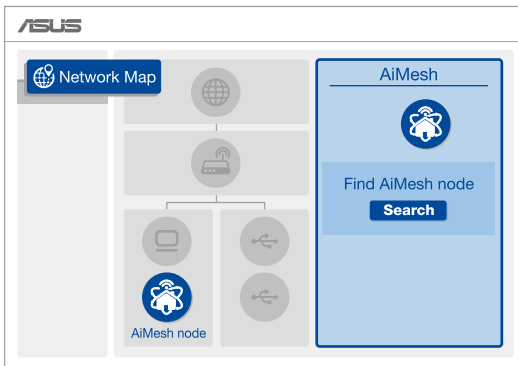 ASUS
Network Map
AiMesh
Find AiMesh node
Search
AiMesh node